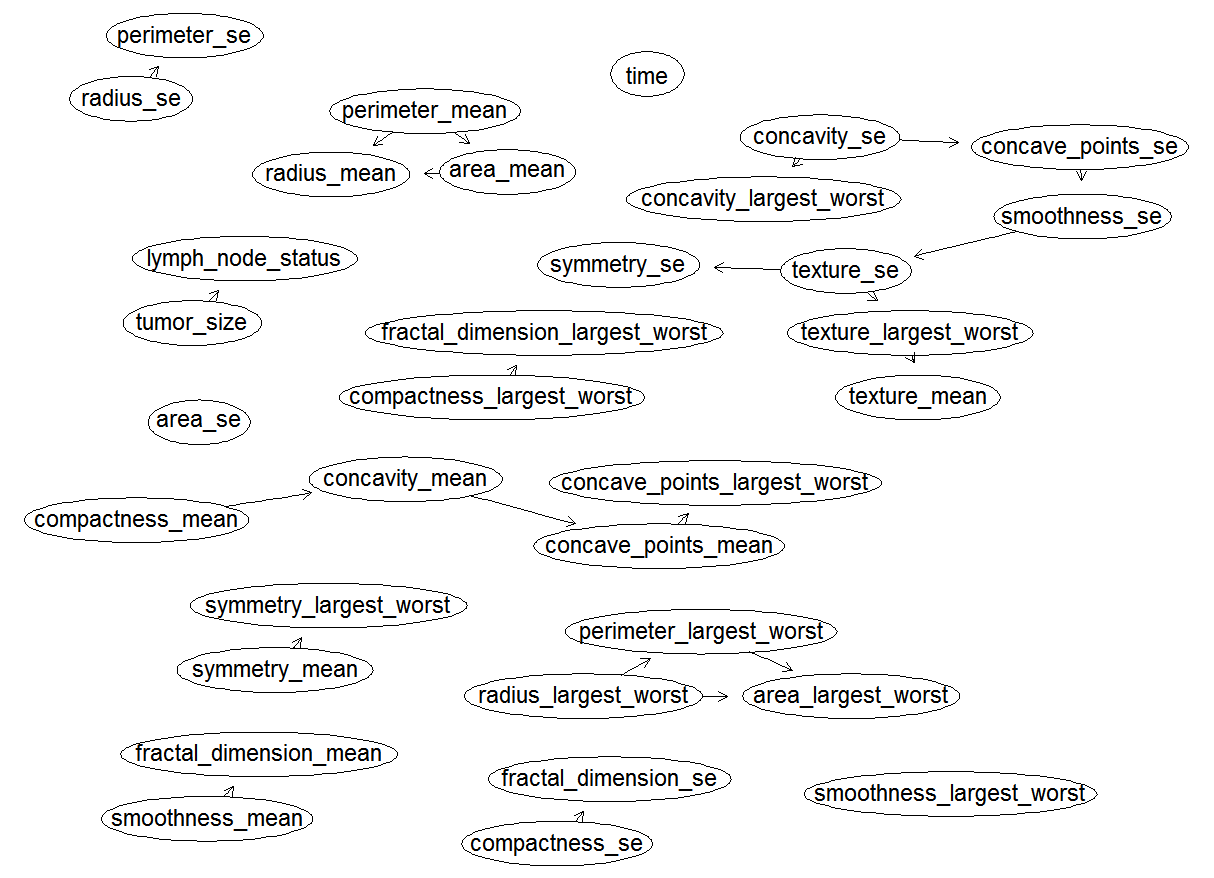 perimeter_se
time
radius_se
perimeter_mean
concavity_se
concave_points_se
radius_mean
area_mean
concavity_largest_worst
smoothness_se
lymph_node_status
symmetry_se
texture_se
tumor_size
fractal_dimension_largest_worst
texture_largest_worst
compactness_largest_worst
texture_mean
area_se
concavity_mean
concave_points_largest_worst
compactness_mean
concave_points_mean
symmetry_largest_worst
perimeter_largest_worst
symmetry_mean
radius_largest_worst
area_largest_worst
fractal_dimension_mean
fractal_dimension_se
smoothness_largest_worst
smoothness_mean
compactness_se